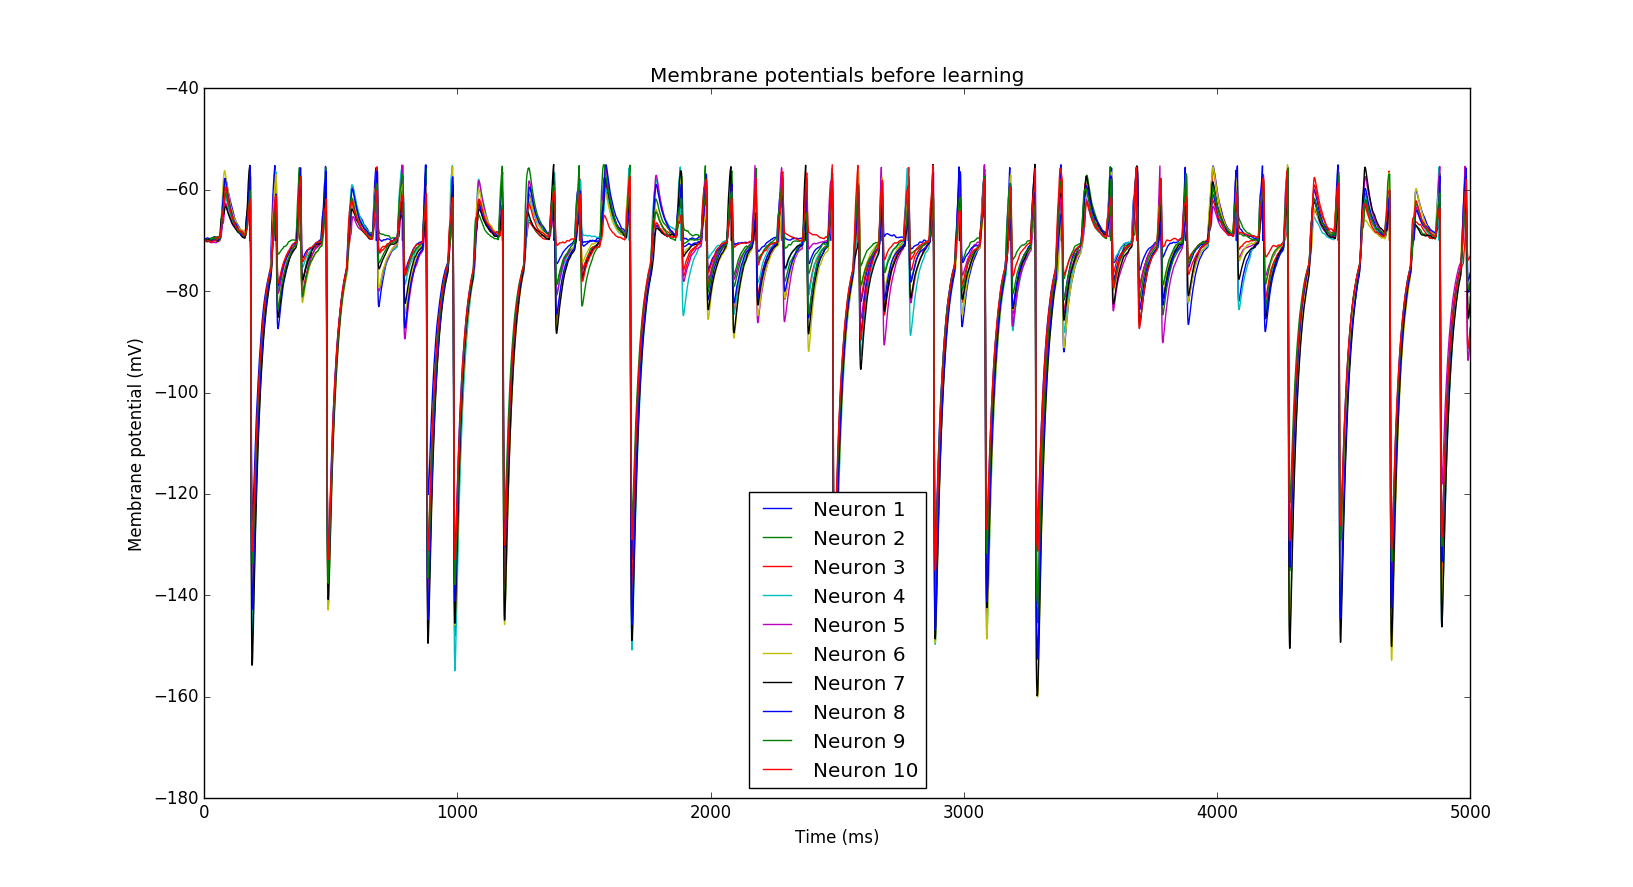 Membrane potentials before learning
−40
−60
−80
−100
−120
−140
−160
−180
Membrane potential (mV)
Neuron 1
Neuron 2
Neuron 3
Neuron 4
Neuron 5
Neuron 6
Neuron 7
Neuron 8
Neuron 9
Neuron 10
0 1000 2000 3000 4000 5000
Time (ms)